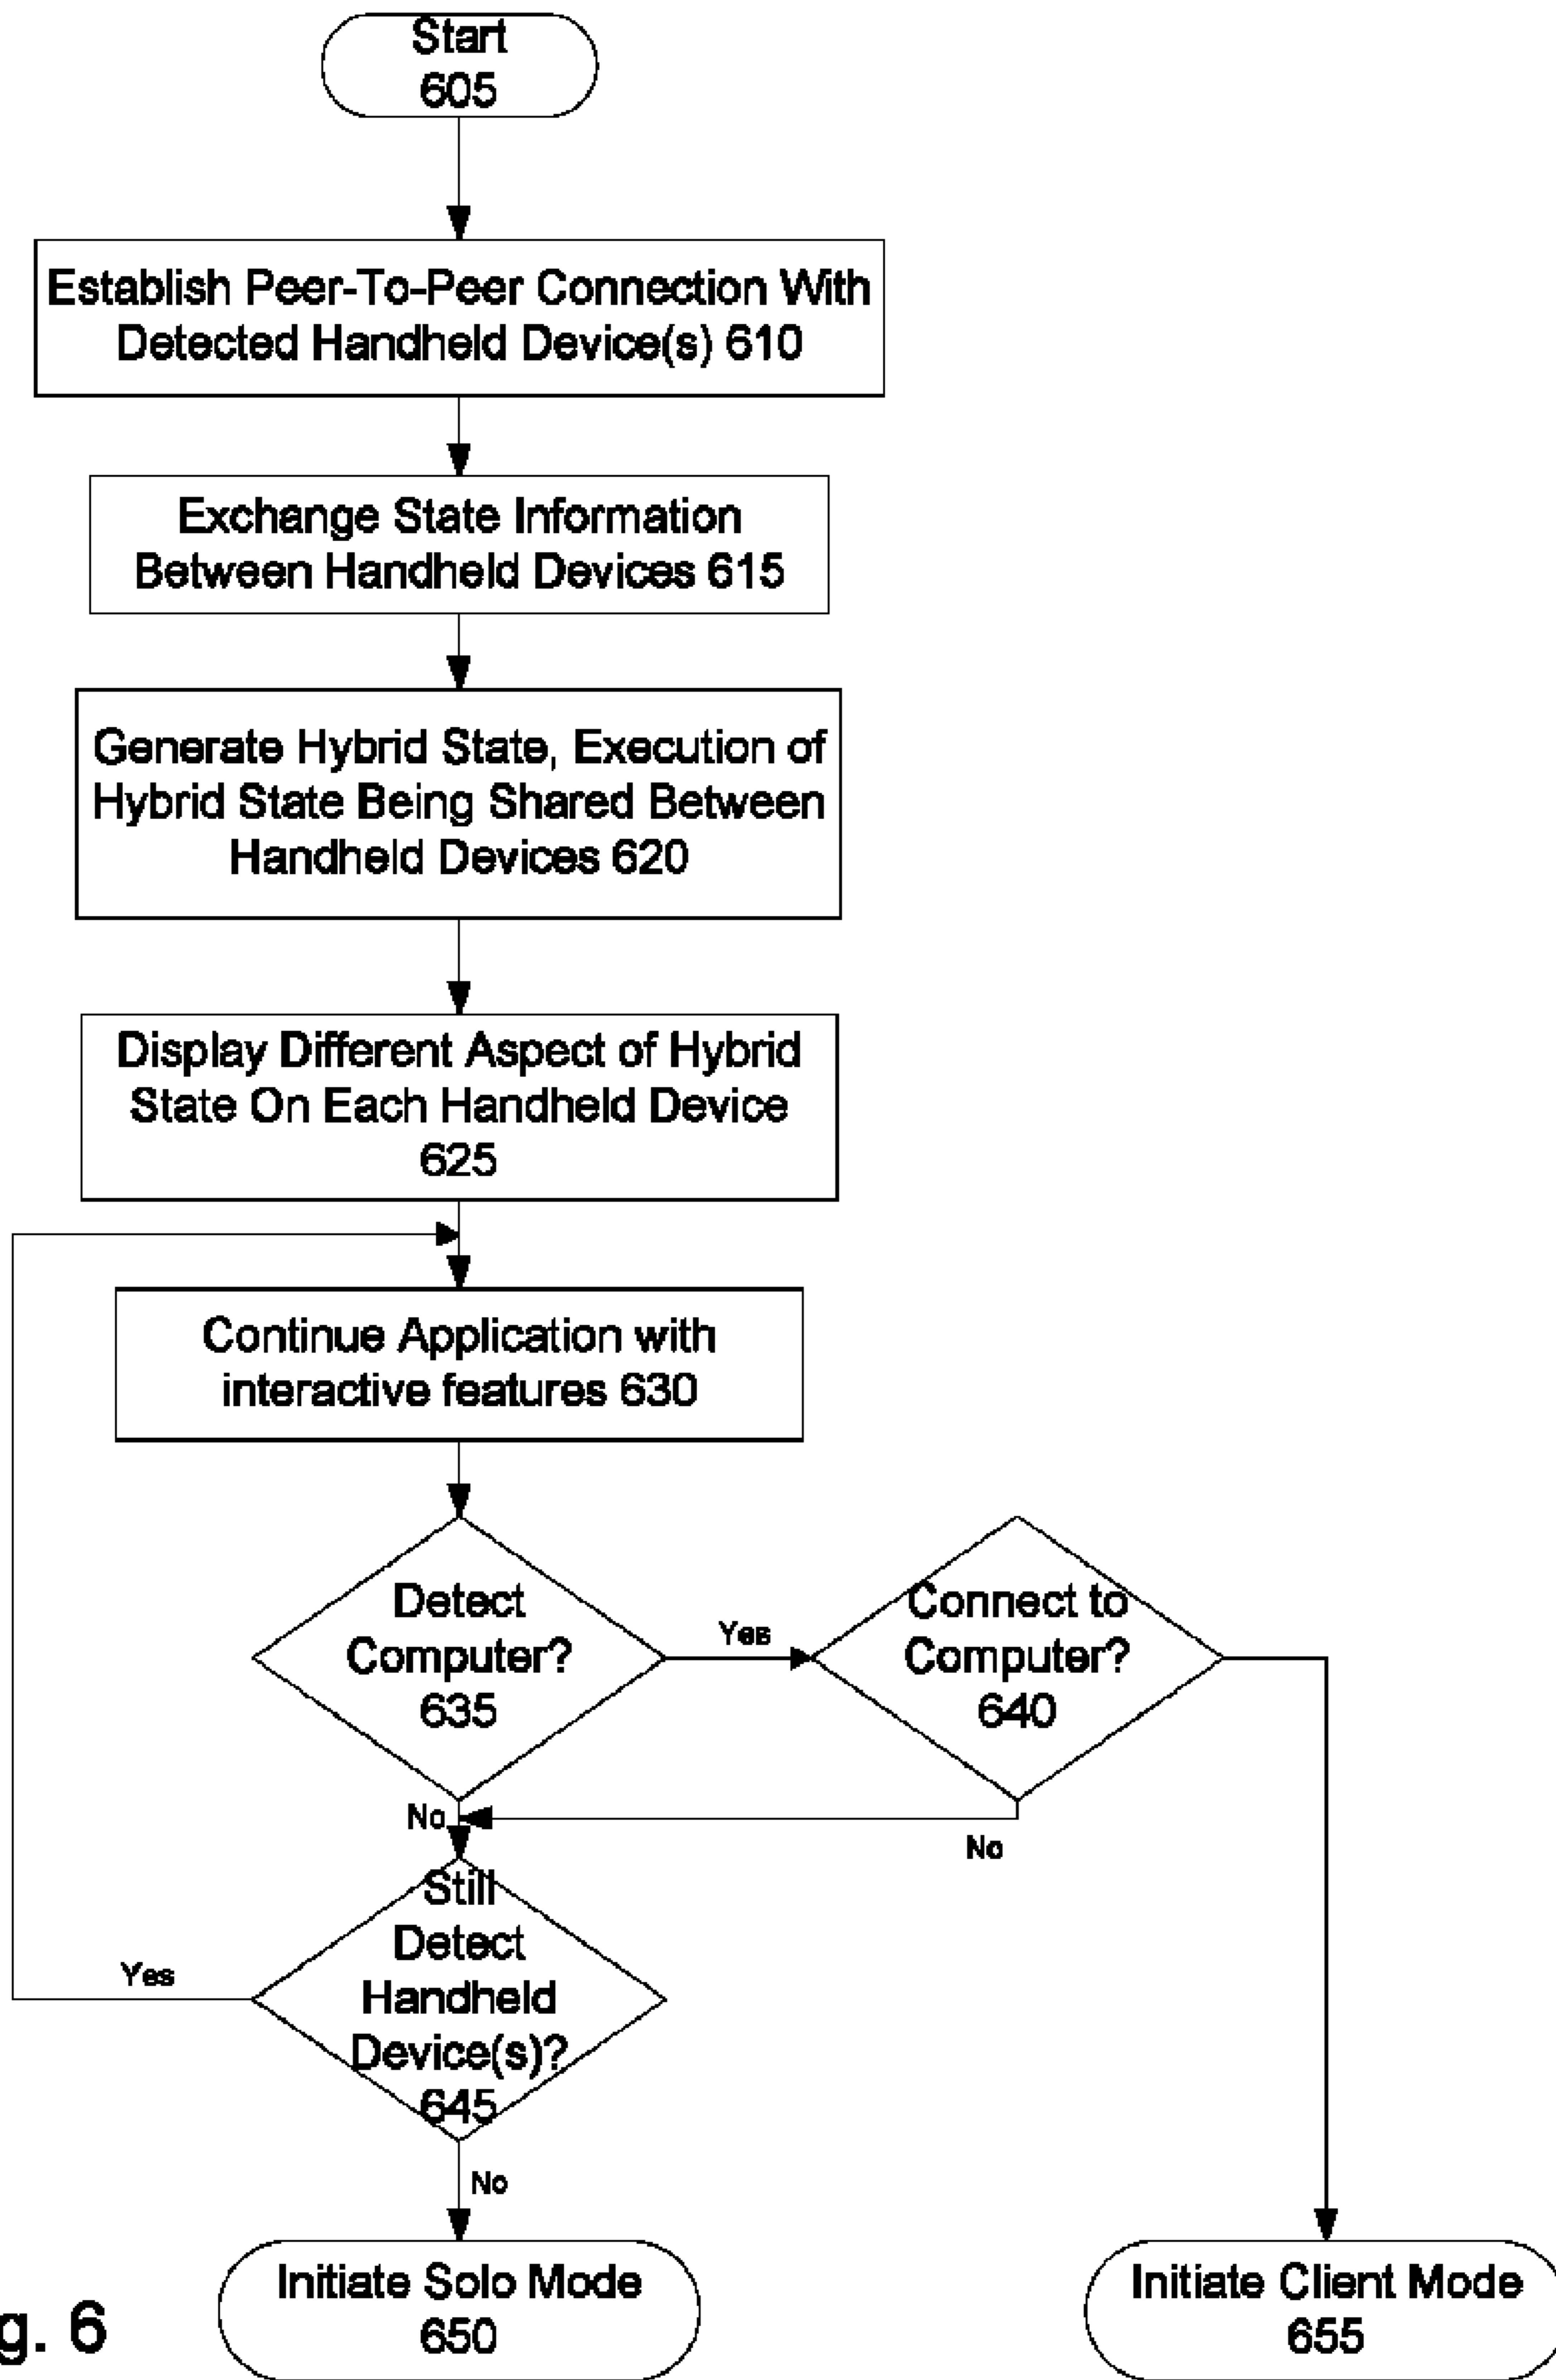 Start
605
Establish Peer-To-Peer Connection With
Detected Handheld Device(s) 610
Exchange State Information
Between Handheld Devices 615
Generate Hybrid State, Execution of
Hybrid State Being Shared Between
Handheld Devices 620
Display Different Aspect of Hybrid
State On Each Handheld Device
625
Continue Application with
interactive features 630
Detect
Computer?
635
Yes
Connect to
Computer?
640
No
No
Still
Detect
Handheld
Device(s)?
645
Yes
No
Initiate Solo Mode
650
Initiate Client Mode
655
g. 6